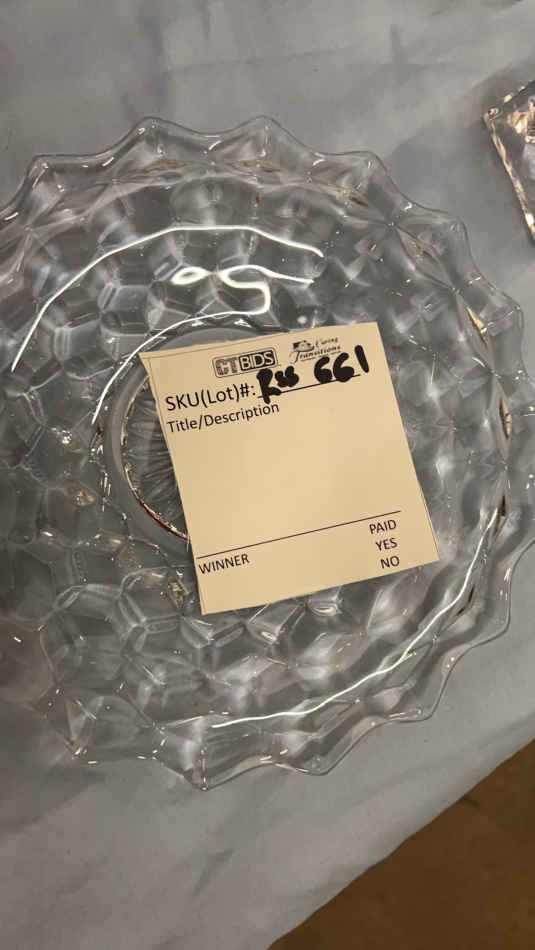 CTBIDS
Caring
Transitions
SKU(Lot)#: RSS 661
Title/Description
PAID
WINNER YES
NO